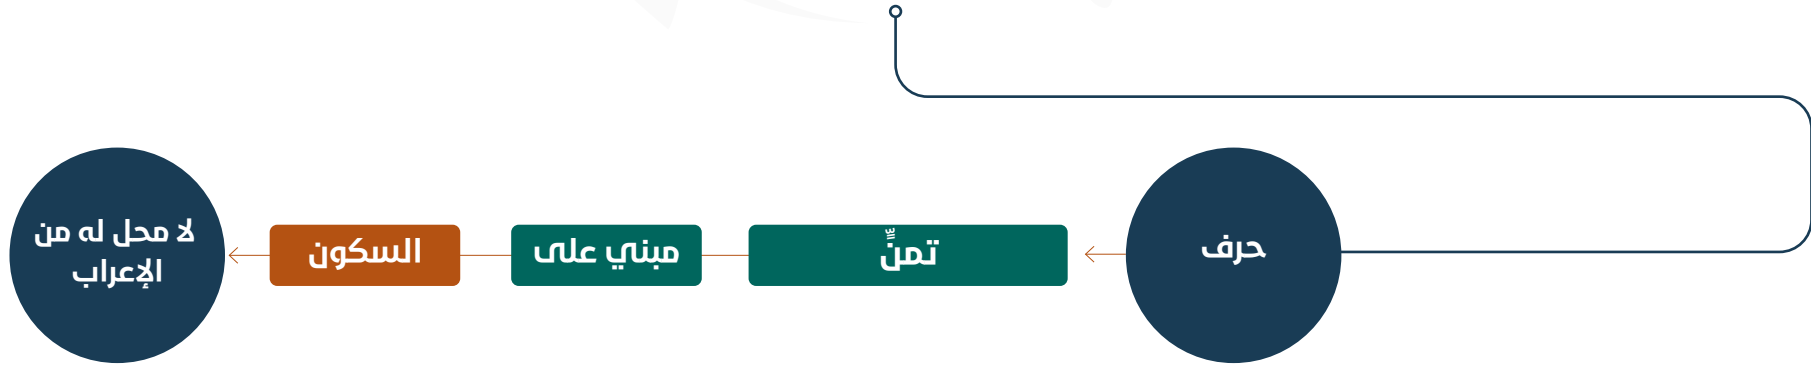 حرف
تمنٍّ
مبني على
السكون
لا محل له من
الإعراب